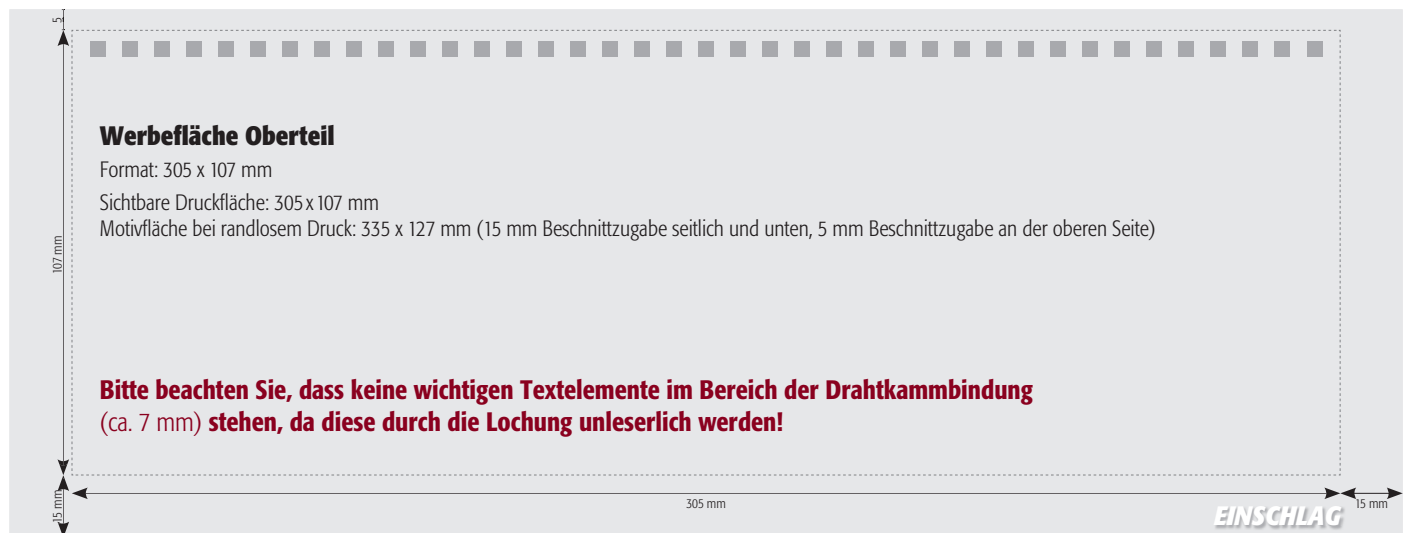 5
Werbefläche Oberteil
Format: 305 x 107 mm
Sichtbare Druckfläche: 305 x 107 mm
Motivfläche bei randlosem Druck: 335 x 127 mm (15 mm Beschnittzugabe seitlich und unten, 5 mm Beschnittzugabe an der oberen Seite)
107 mm
Bitte beachten Sie, dass keine wichtigen Textelemente im Bereich der Drahtkammbindung
(ca. 7 mm) stehen, da diese durch die Lochung unleserlich werden!
15 mm
305 mm
15 mm
EINSCHLAG